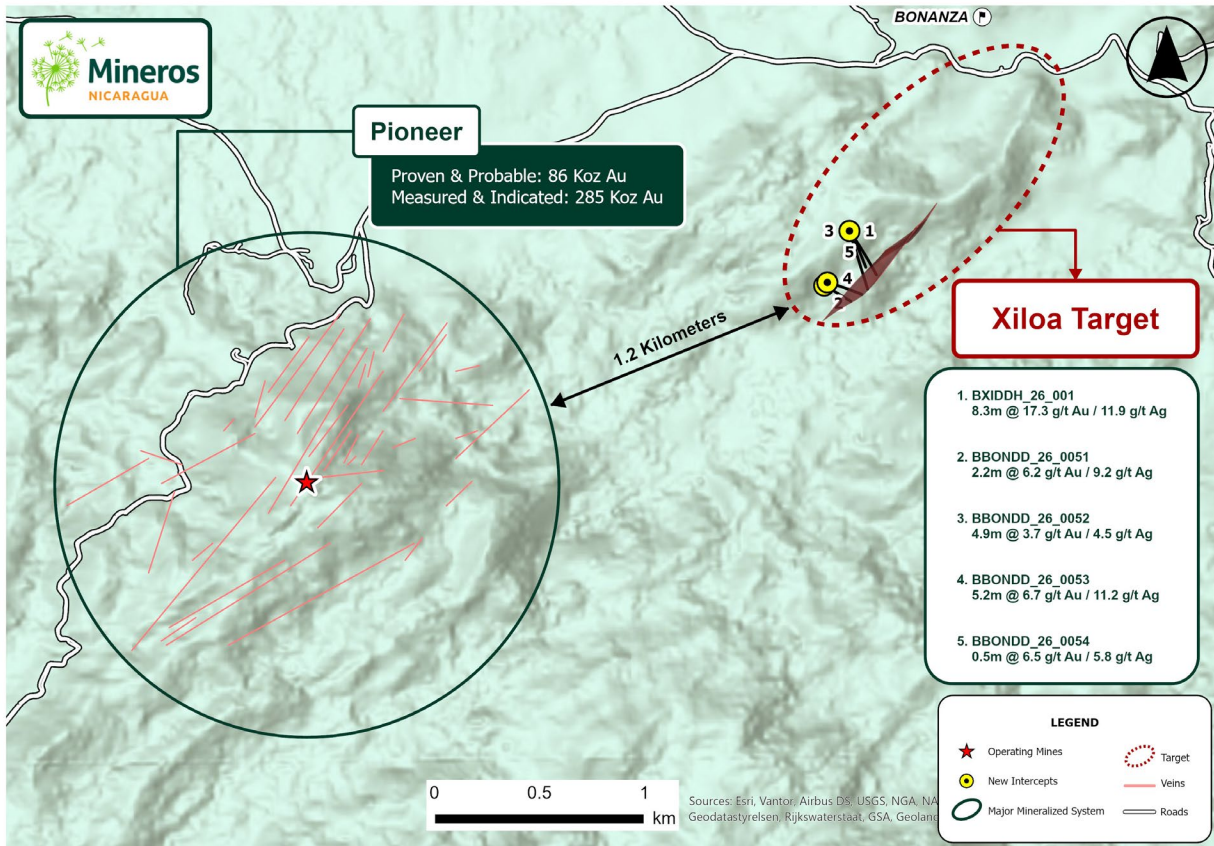 BONANZA
Mineros
NICARAGUA
Pioneer
Proven & Probable: 86 Koz Au
Measured & Indicated: 285 Koz Au
3
1
5
4
2
1.2 Kilometers
Xiloa Target
1. BXIDDH_26_001
8.3m @ 17.3 g/t Au / 11.9 g/t Ag
2. BBONDD_26_0051
2.2m @ 6.2 g/t Au / 9.2 g/t Ag
3. BBONDD_26_0052
4.9m @ 3.7 g/t Au / 4.5 g/t Ag
4. BBONDD_26_0053
5.2m @ 6.7 g/t Au / 11.2 g/t Ag
5. BBONDD_26_0054
0.5m @ 6.5 g/t Au / 5.8 g/t Ag
LEGEND
Operating Mines
New Intercepts
Major Mineralized System
Target
Veins
Roads
0 0.5 1
km
Sources: Esri, Vantor, Airbus DS, USGS, NGA,
Geodatastyrelsen, Rijkswaterstaat, GSA,